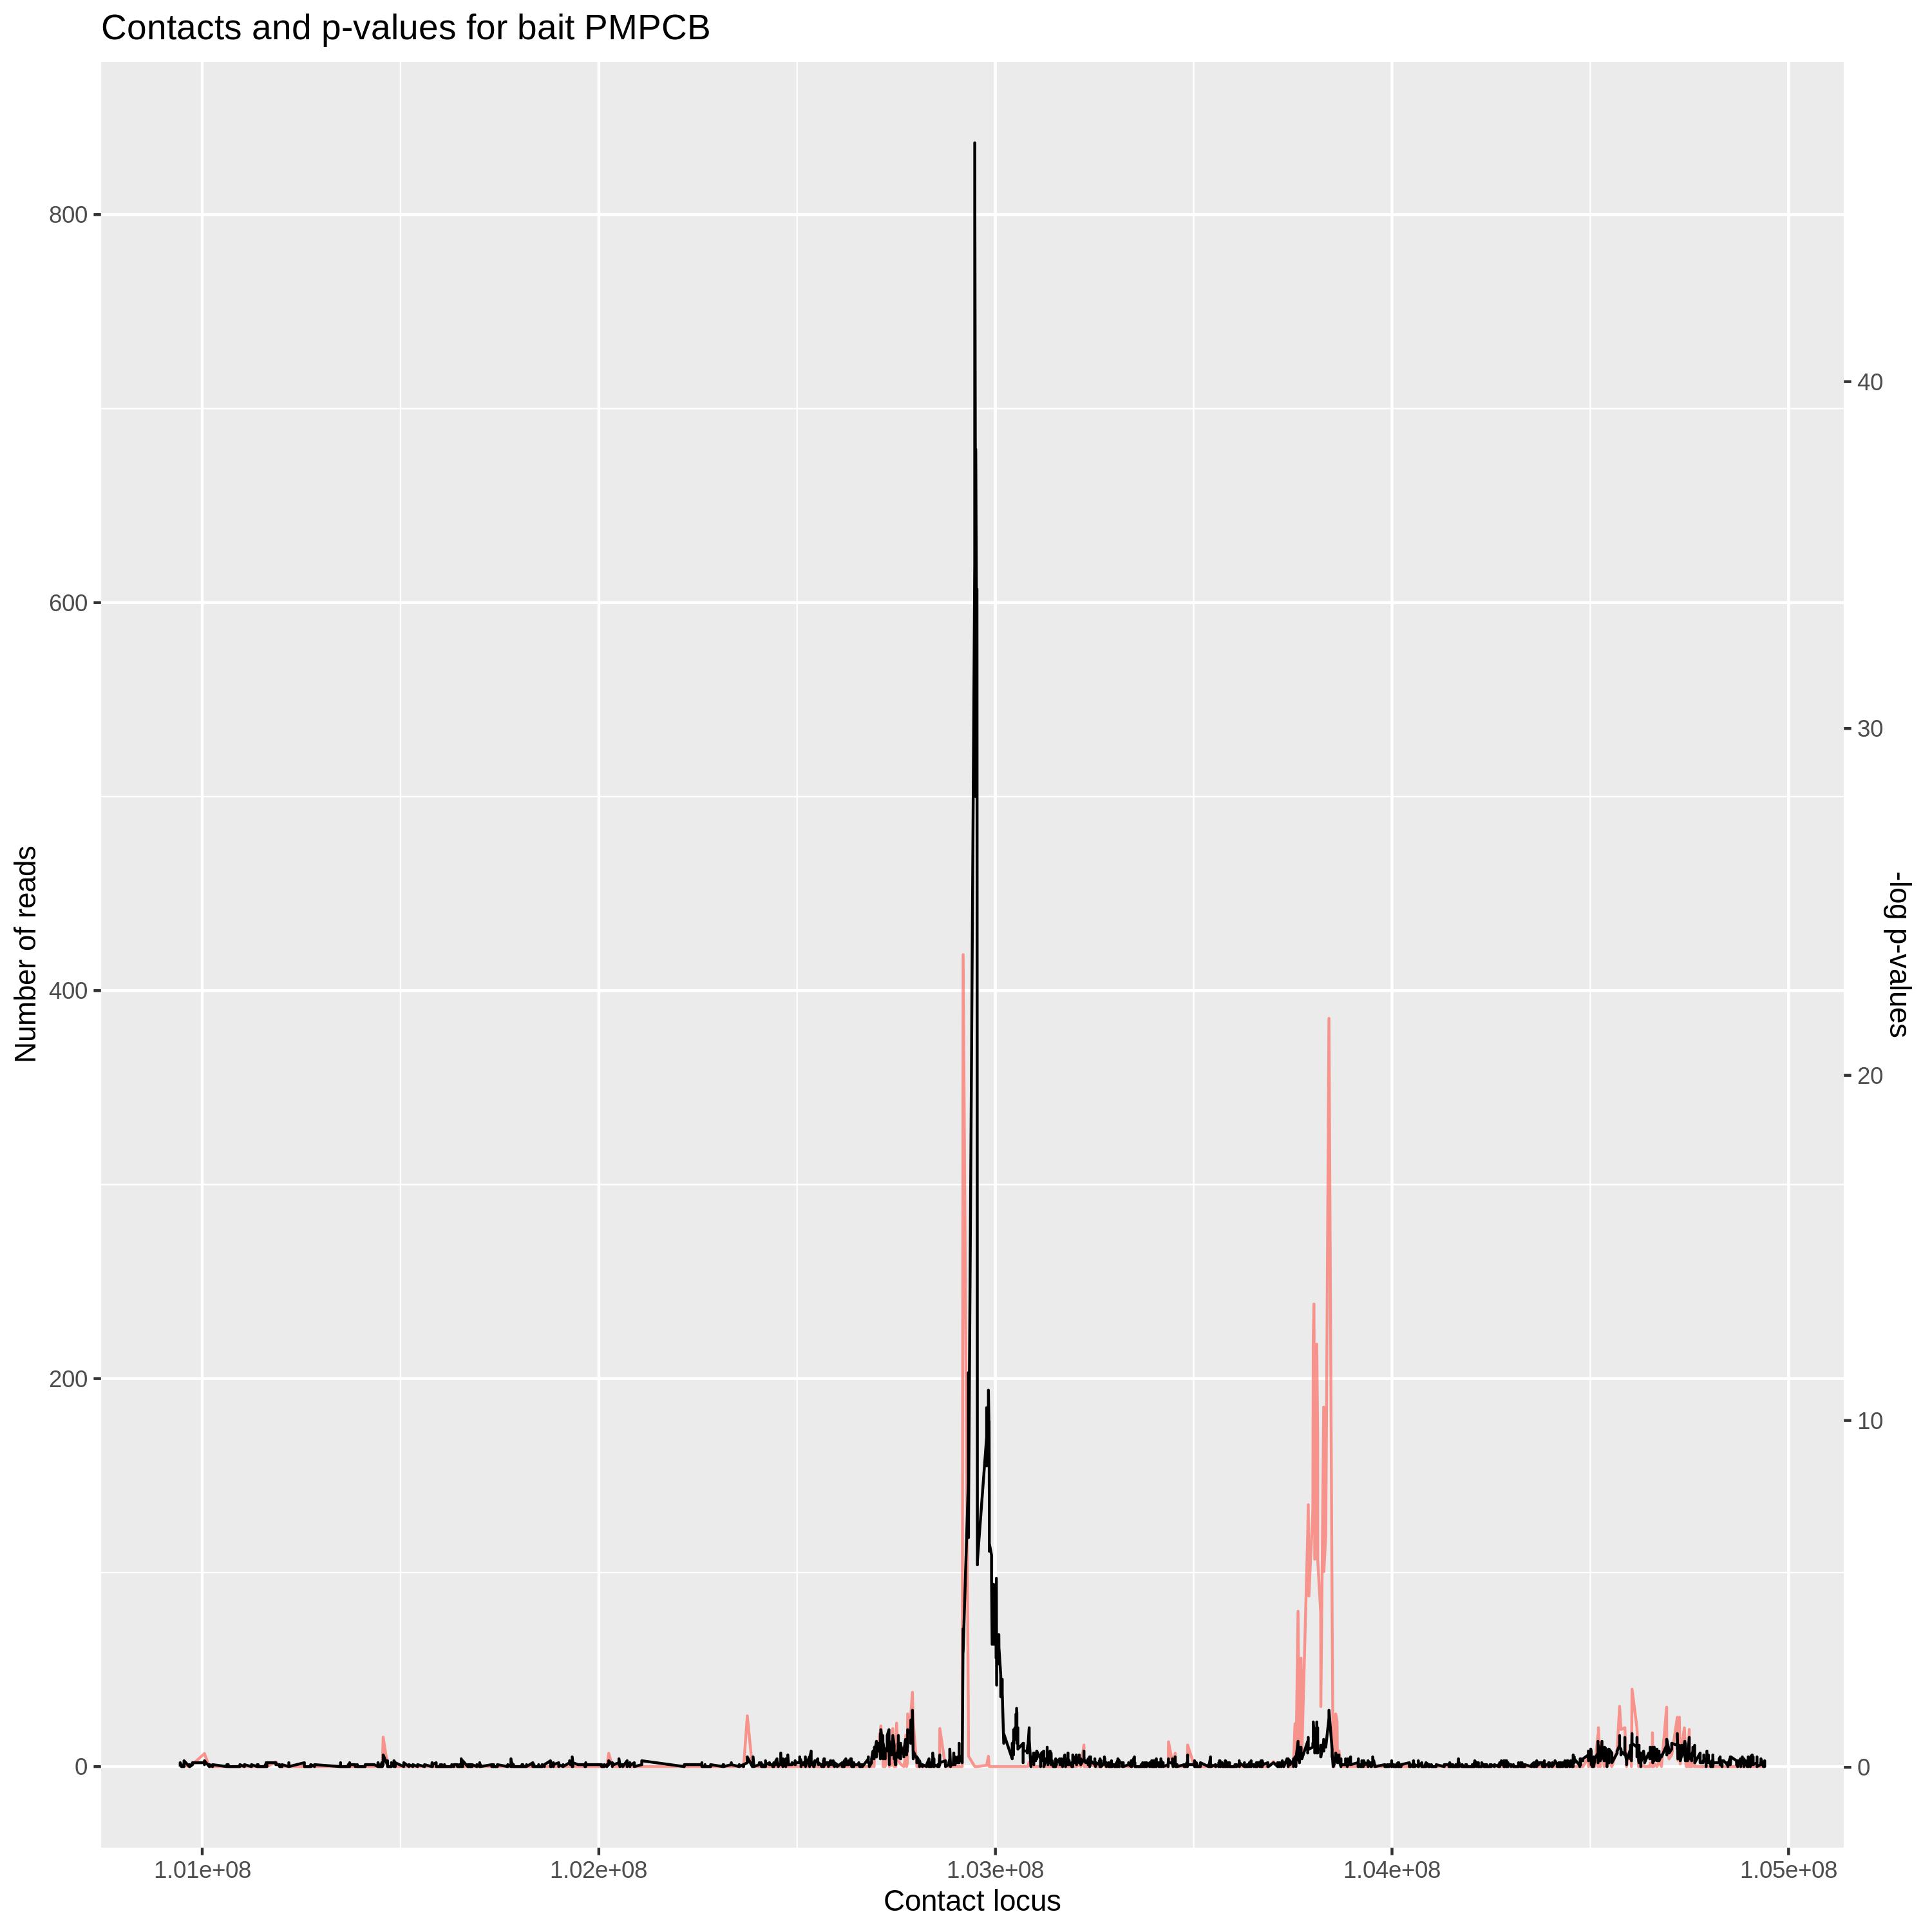 Contacts and p-values for bait PMPCB
800
600
400
200
0
Number of reads
40
30
20
10
0
-log p-values
1.01e+08
1.02e+08
1.03e+08
1.04e+08
1.05e+08
Contact locus